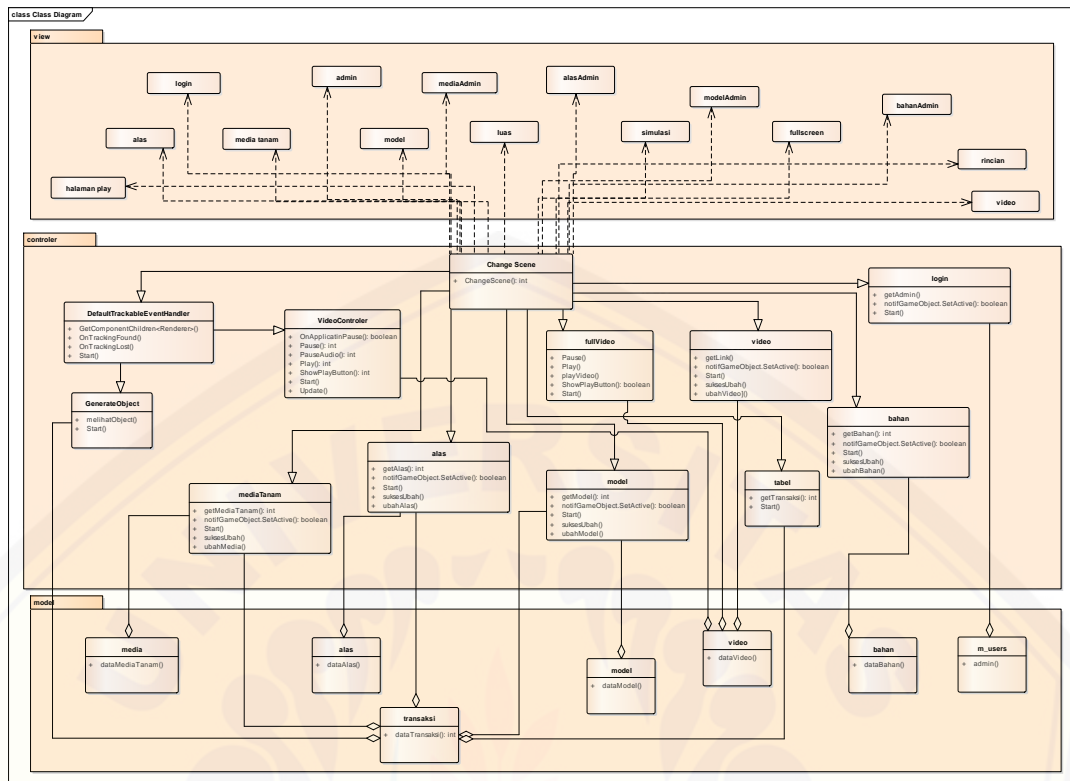 class Class Diagram
view
login
admin
mediaAdmin
alasAdmin
modelAdmin
bahanAdmin
alas
media tanam
model
luas
simulasi
fullscreen
rincian
halaman play
video
controler
Change Scene
+ ChangeScene(): int
login
+ getAdmin()
+ notifGameObject.SetActive(): boolean
+ Start()
DefaultTrackableEventHandler
+ GetComponentChildren<Renderer>()
+ OnTrackingFound()
+ OnTrackingLost()
+ Start()
VideoControler
+ OnApplicatinPause(): boolean
+ Pause(): int
+ PauseAudio(): int
+ Play(): int
+ ShowPlayButton(): int
+ Start()
+ Update()
fullVideo
+ Pause()
+ Play()
+ playVideo()
+ ShowPlayButton(): boolean
+ Start()
video
+ getLink()
+ notifGameObject.SetActive(): boolean
+ Start()
+ suksesUbah()
+ ubahVideo()
GenerateObject
+ melihatObject()
+ Start()
bahan
+ getBahan(): int
+ notifGameObject.SetActive(): boolean
+ Start()
+ suksesUbah()
+ ubahBahan()
alas
+ getAlas(): int
+ notifGameObject.SetActive(): boolean
+ Start()
+ suksesUbah()
+ ubahAlas()
model
+ getModel(): int
+ notifGameObject.SetActive(): boolean
+ Start()
+ suksesUbah()
+ ubahModel()
tabel
+ getTransaksi(): int
+ Start()
mediaTanam
+ getMediaTanam(): int
+ notifGameObject.SetActive(): boolean
+ Start()
+ suksesUbah()
+ ubahMedia()
model
media
+ dataMediaTanam()
alas
+ dataAlas()
model
+ dataModel()
video
+ dataVideo()
bahan
+ dataBahan()
m_users
+ admin()
transaksi
+ dataTransaksi(): int
UNIVERSITAS